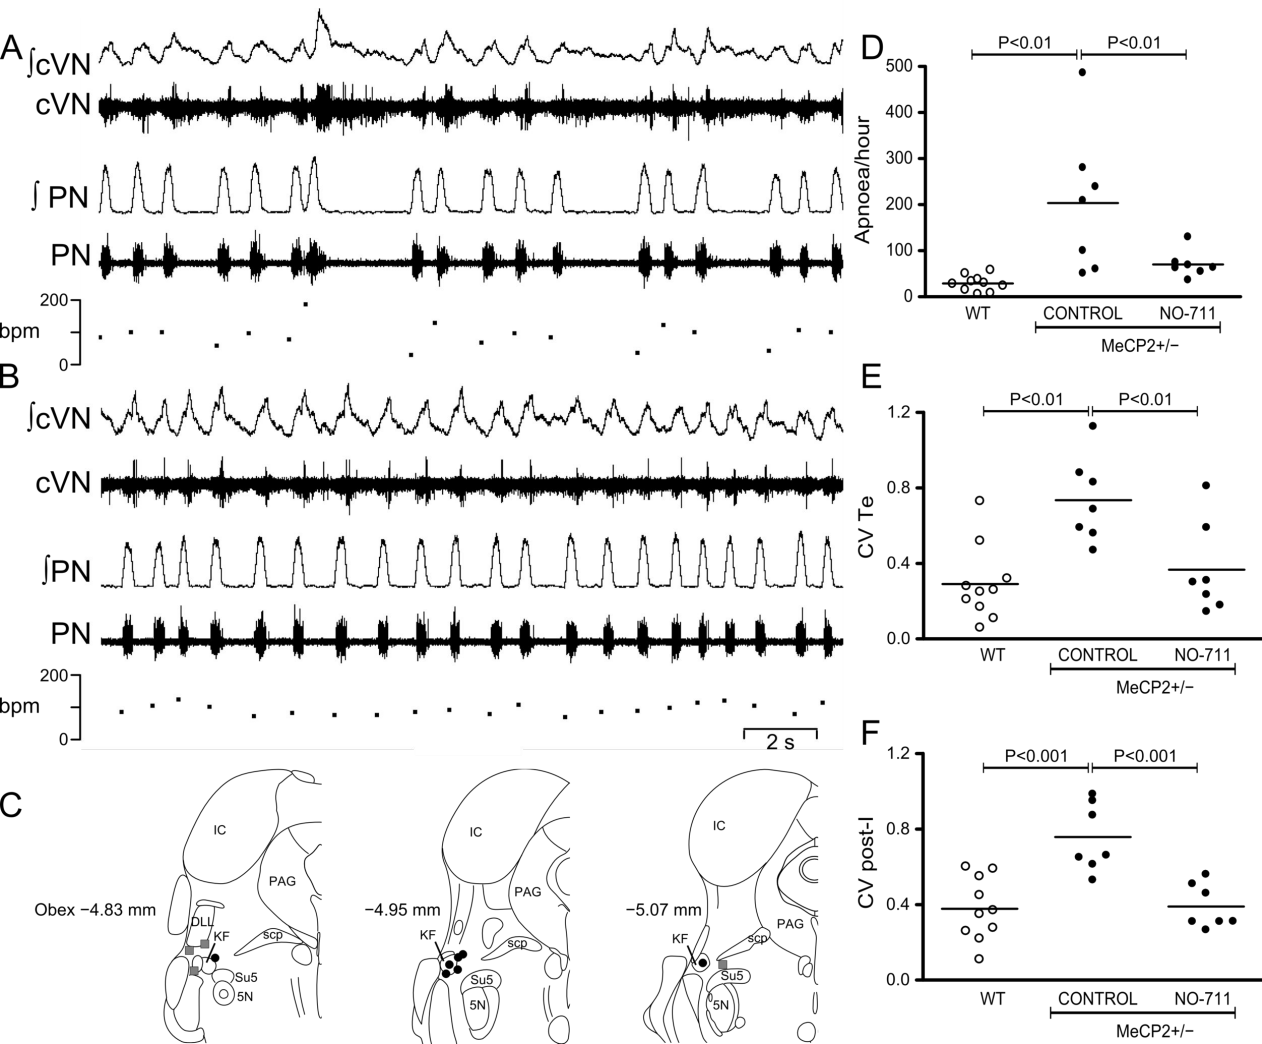 A
∫cVN
cVN
∫ PN
PN
200
bpm
0
B
∫cVN
cVN
∫PN
PN
200
bpm
0
2 s
C
IC
PAG
Obex −4.83 mm
DLL
KF
scp
Su5
5N
IC
PAG
−4.95 mm
KF
scp
Su5
5N
IC
PAG
−5.07 mm
KF
scp
Su5
5N
D
P<0.01 P<0.01
500
400
300
200
100
0
Apnoea/hour
WT CONTROL NO-711
MeCP2+/−
E
P<0.01 P<0.01
1.2
0.8
0.4
0.0
CV Te
WT CONTROL NO-711
MeCP2+/−
F
P<0.001 P<0.001
1.2
0.8
0.4
0.0
CV post-I
WT CONTROL NO-711
MeCP2+/−